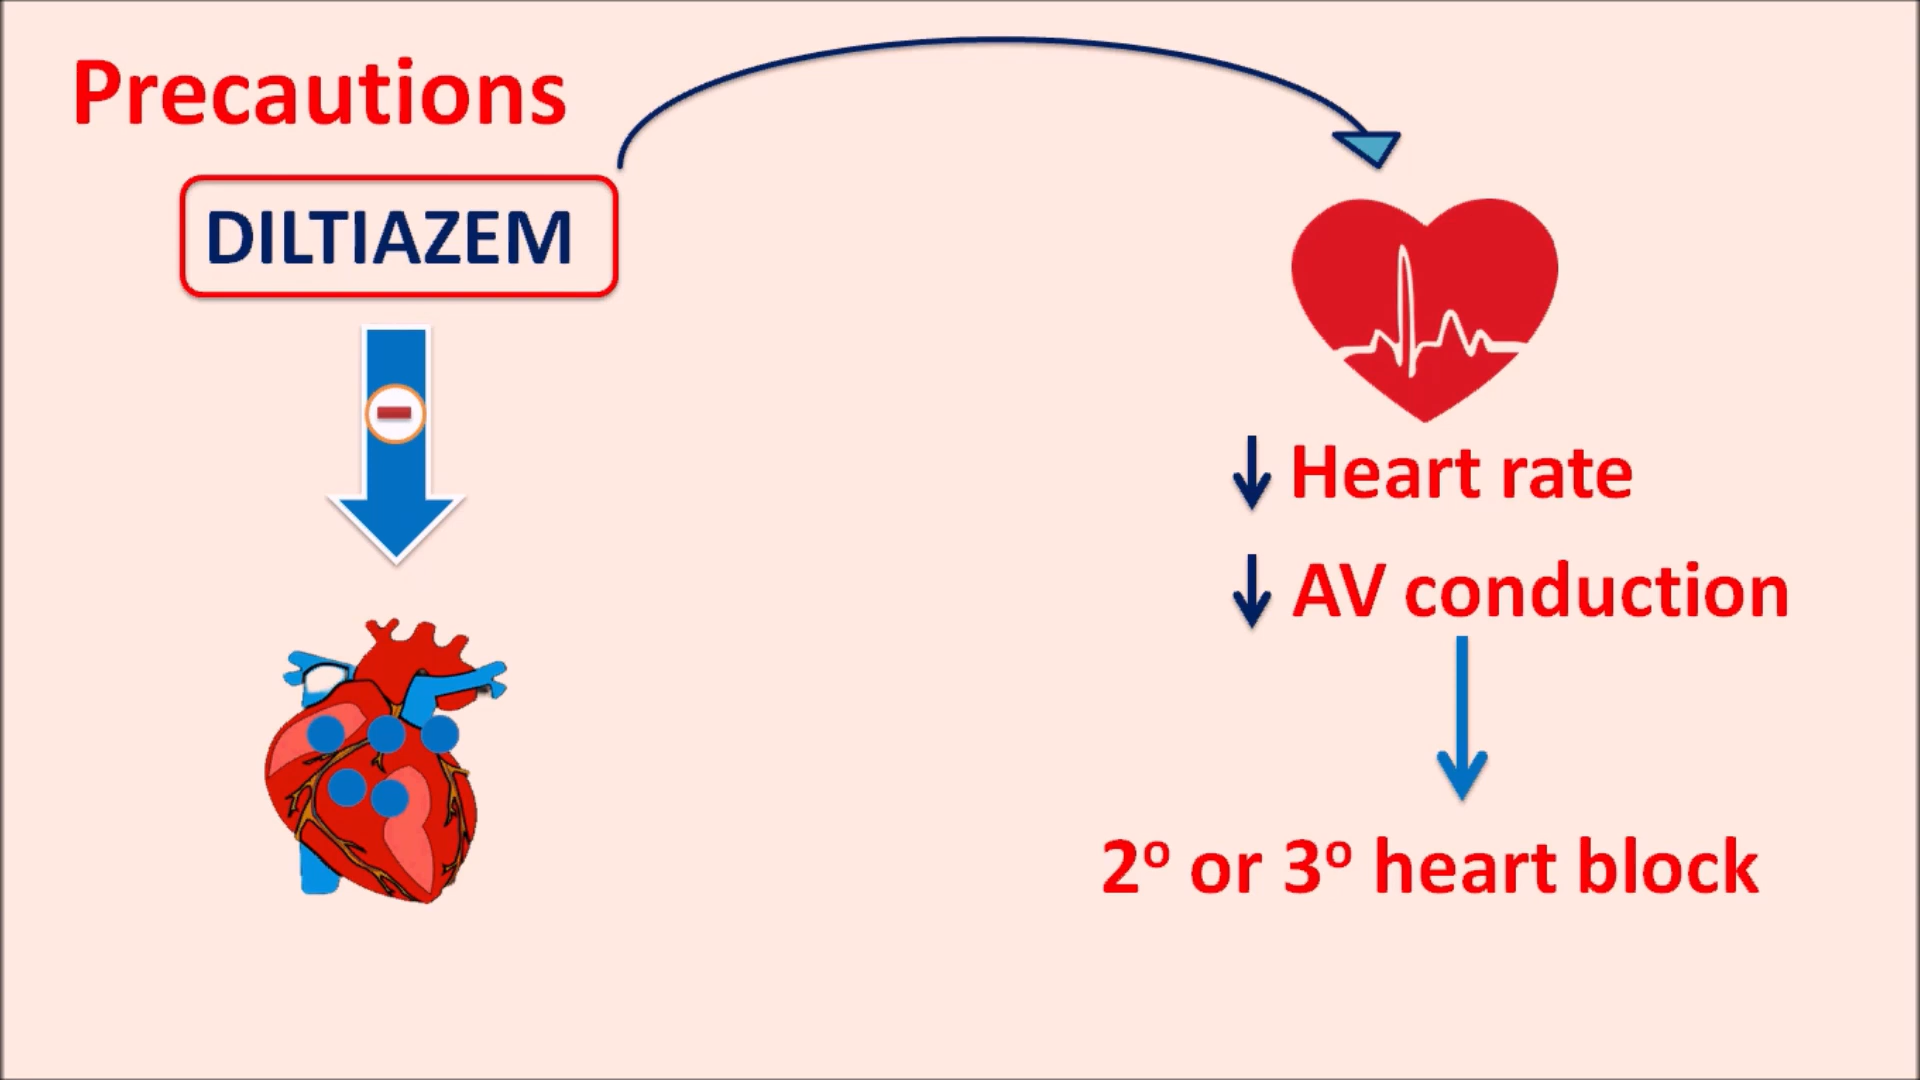 Precautions
DILTIAZEM
↓ Heart rate
↓ AV conduction
2º or 3º heart block